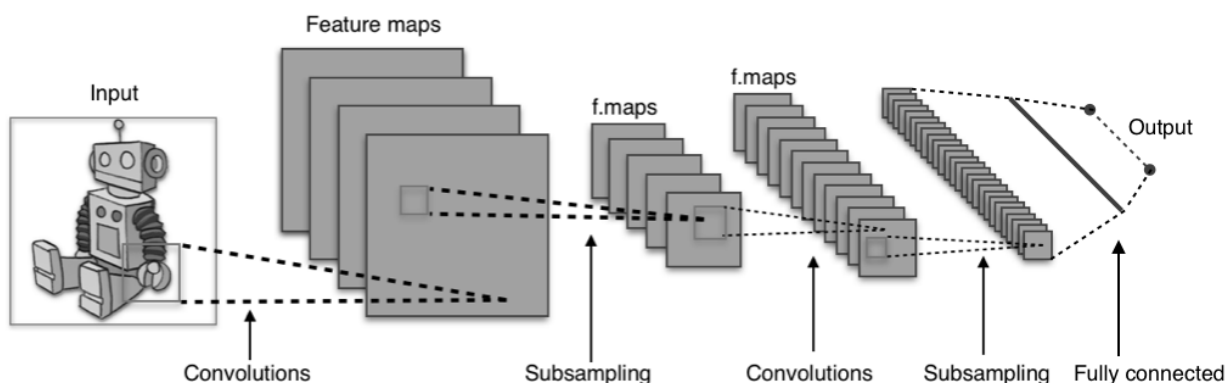 Feature maps
Input
f.maps
f.maps
Output
Convolutions
Subsampling
Convolutions
Subsampling
Fully connected